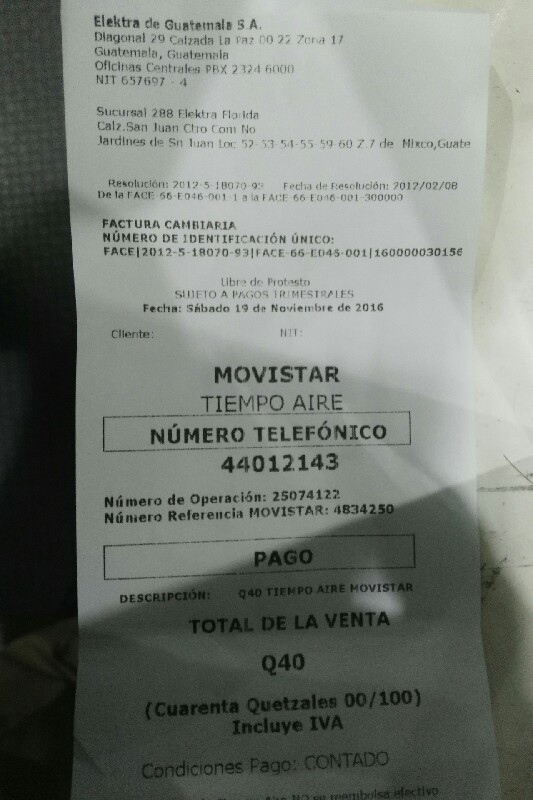 Elektra de Guatemala S A.
Diagonal 29 Calzada La Paz 00 22 Zona 17
Guatemala, Guatemala
Oficinas Centrales PBX 2324 6000
NIT 657697 - 4
Sucursal 288 Elektra Florida
Calz.San Juan Ctro Com No
Jardines de Sn Juan Loc 52-53-54-55-59-60 Z.7 de Mixco,Guate
Resolución: 2012-5-18070-93 Fecha de Resolución: 2012/02/08
De la FACE-66-E046-001-1 a la FACE-66-E046-001-300000
FACTURA CAMBIARIA
NÚMERO DE IDENTIFICACIÓN ÚNICO:
FACE|2012-5-18070-93|FACE-66-E046-001|160000030156
Libre de Protesto
SUJETO A PAGOS TRIMESTRALES
Fecha: Sábado 19 de Noviembre de 2016
Cliente: NIT:
MOVISTAR
TIEMPO AIRE
NÚMERO TELEFÓNICO
44012143
Número de Operación: 25074122
Número Referencia MOVISTAR: 4834250
PAGO
DESCRIPCIÓN: Q40 TIEMPO AIRE MOVISTAR
TOTAL DE LA VENTA
Q40
(Cuarenta Quetzales 00/100)
Incluye IVA
Condiciones Pago: CONTADO
Aire NO se reembolsa efectivo